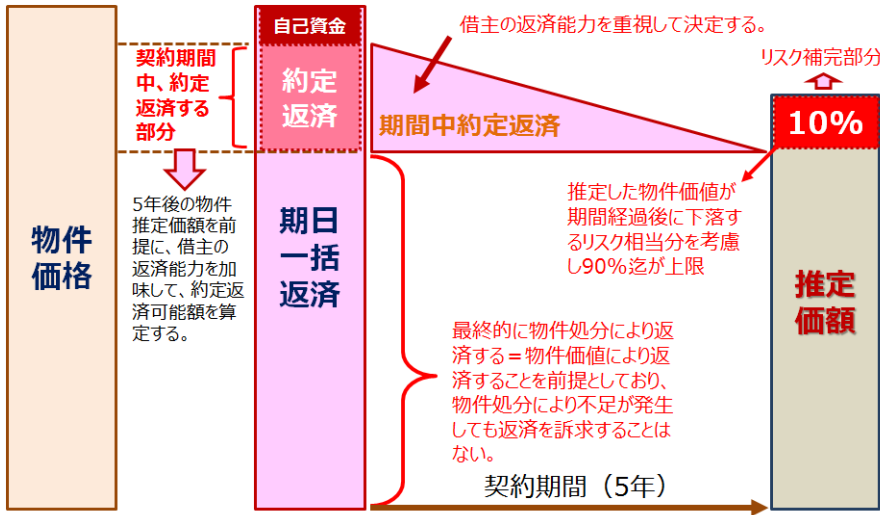 自己資金
借主の返済能力を重視して決定する。
リスク補完部分
契約期間
中、約定
返済する
部分
約定
返済
期間中約定返済
10%
5年後の物件
推定価額を前
提に、借主の
返済能力を加
味して、約定返
済可能額を算
定する。
物件
価格
期日
一括
返済
推定した物件価値が
期間経過後に下落す
るリスク相当分を考慮
し90%迄が上限
推定
価額
最終的に物件処分により返
済する=物件価値により返
済することを前提としており、
物件処分により不足が発生
しても返済を訴求することは
ない。
契約期間（5年）